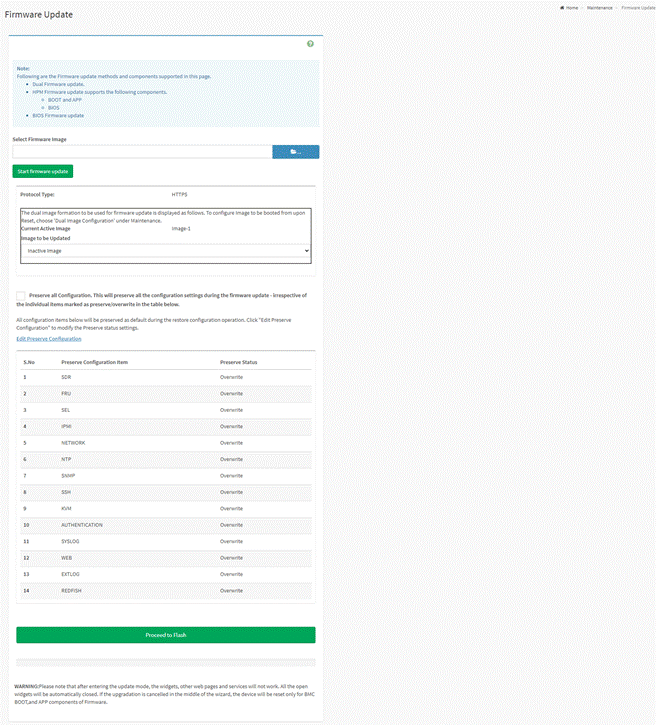 Firmware Update
Home - Maintenance - Firmware Update
Note:
Following are the Firmware update methods and components supported in this page.
Dual Firmware update.
HPM Firmware update supports the following components.
BOOT and APP
BIOS
BIOS Firmware update
Select Firmware Image
...
Start firmware update
Protocol Type: HTTPS
The dual image formation to be used for firmware update is displayed as follows. To configure Image to be booted from upon
Reset, choose 'Dual Image Configuration' under Maintenance.
Current Active Image Image-1
Image to be Updated
Inactive Image
Preserve all Configuration. This will preserve all the configuration settings during the firmware update - irrespective of
the individual items marked as preserve/overwrite in the table below.
All configuration items below will be preserved as default during the restore configuration operation. Click "Edit Preserve
Configuration" to modify the Preserve status settings.
Edit Preserve Configuration
S.No Preserve Configuration Item Preserve Status
1 SDR Overwrite
2 FRU Overwrite
3 SEL Overwrite
4 IPMI Overwrite
5 NETWORK Overwrite
6 NTP Overwrite
7 SNMP Overwrite
8 SSH Overwrite
9 KVM Overwrite
10 AUTHENTICATION Overwrite
11 SYSLOG Overwrite
12 WEB Overwrite
13 EXTLOG Overwrite
14 REDFISH Overwrite
Proceed to Flash
WARNING:Please note that after entering the update mode, the widgets, other web pages and services will not work. All the open
widgets will be automatically closed. If the upgradation is cancelled in the middle of the wizard, the device will be reset only for BMC
BOOT,and APP components of Firmware.